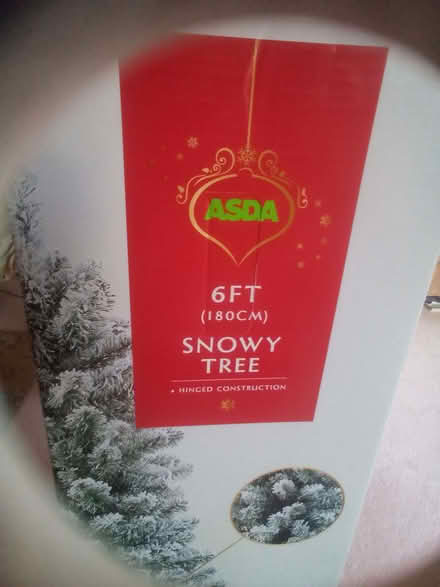 ASDA
6FT
(180CM)
SNOWY
TREE
• HINGED CONSTRUCTION